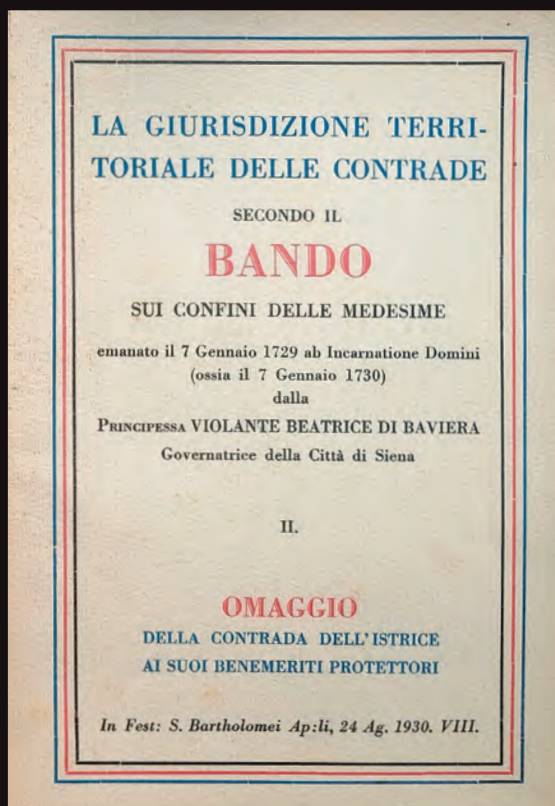 LA GIURISDIZIONE TERRI-
TORIALE DELLE CONTRADE
SECONDO IL
BANDO
SUI CONFINI DELLE MEDESIME
emanato il 7 Gennaio 1729 ab Incarnatione Domini
(ossia il 7 Gennaio 1730)
dalla
PRINCIPESSA VIOLANTE BEATRICE DI BAVIERA
Governatrice della Città di Siena
II.
OMAGGIO
DELLA CONTRADA DELL'ISTRICE
AI SUOI BENEMERITI PROTETTORI
In Fest: S. Bartholomei Ap:li, 24 Ag. 1930. VIII.